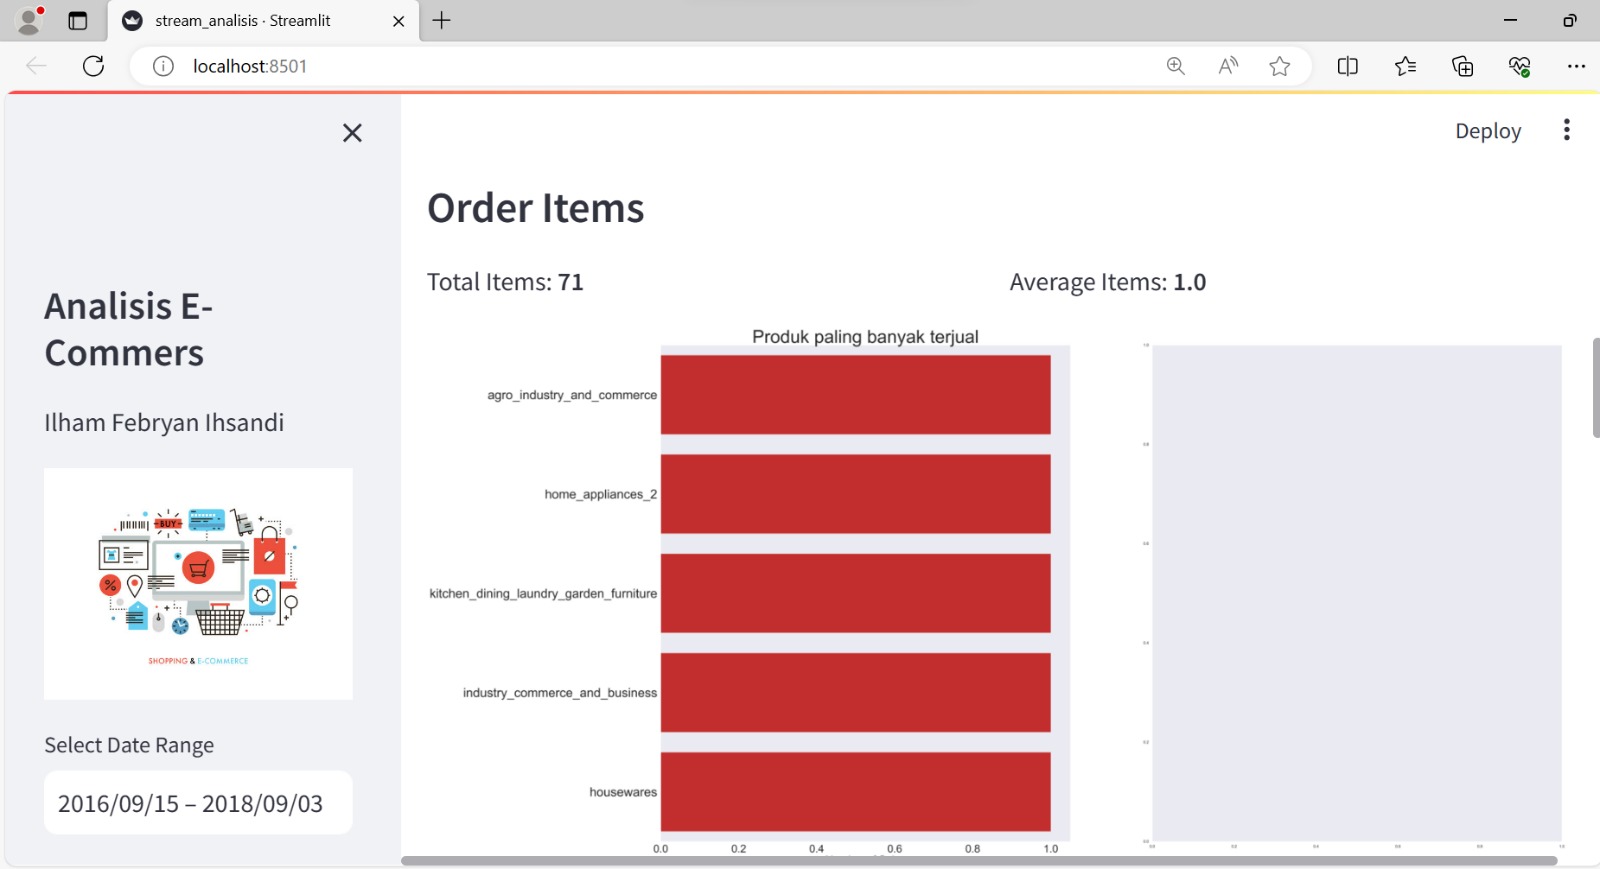 stream_analisis · Streamlit
localhost:8501
Deploy
Analisis E-
Commers
Ilham Febryan Ihsandi
BUY
%
SHOPPING & E-COMMERCE
Select Date Range
2016/09/15 – 2018/09/03
Order Items
Total Items: 71
Average Items: 1.0
Produk paling banyak terjual
agro_industry_and_commerce
home_appliances_2
kitchen_dining_laundry_garden_furniture
industry_commerce_and_business
housewares
0.0 0.2 0.4 0.6 0.8 1.0